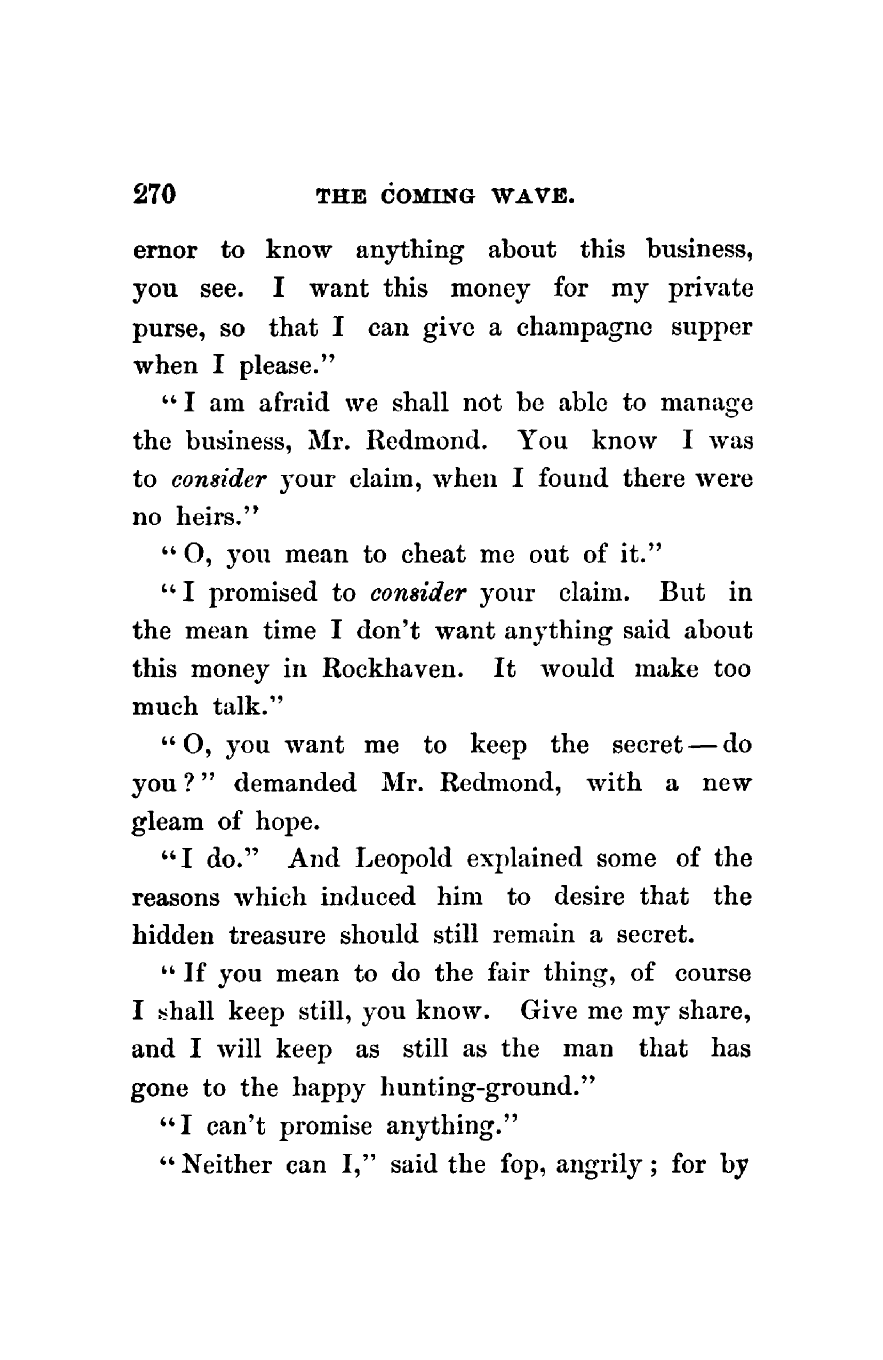 270 THE COMING WAVE.
ernor to know anything about this business,
you see. I want this money for my private
purse, so that I can give a champagne supper
when I please."
"I am afraid we shall not be able to manage
the business, Mr. Redmond. You know I was
to consider your claim, when I found there were
no heirs."
"O, you mean to cheat me out of it."
"I promised to consider your claim. But in
the mean time I don't want anything said about
this money in Rockhaven. It would make too
much talk."
"O, you want me to keep the secret — do
you?" demanded Mr. Redmond, with a new
gleam of hope.
"I do." And Leopold explained some of the
reasons which induced him to desire that the
hidden treasure should still remain a secret.
"If you mean to do the fair thing, of course
I shall keep still, you know. Give me my share,
and I will keep as still as the man that has
gone to the happy hunting-ground."
"I can't promise anything."
"Neither can I," said the fop, angrily; for by